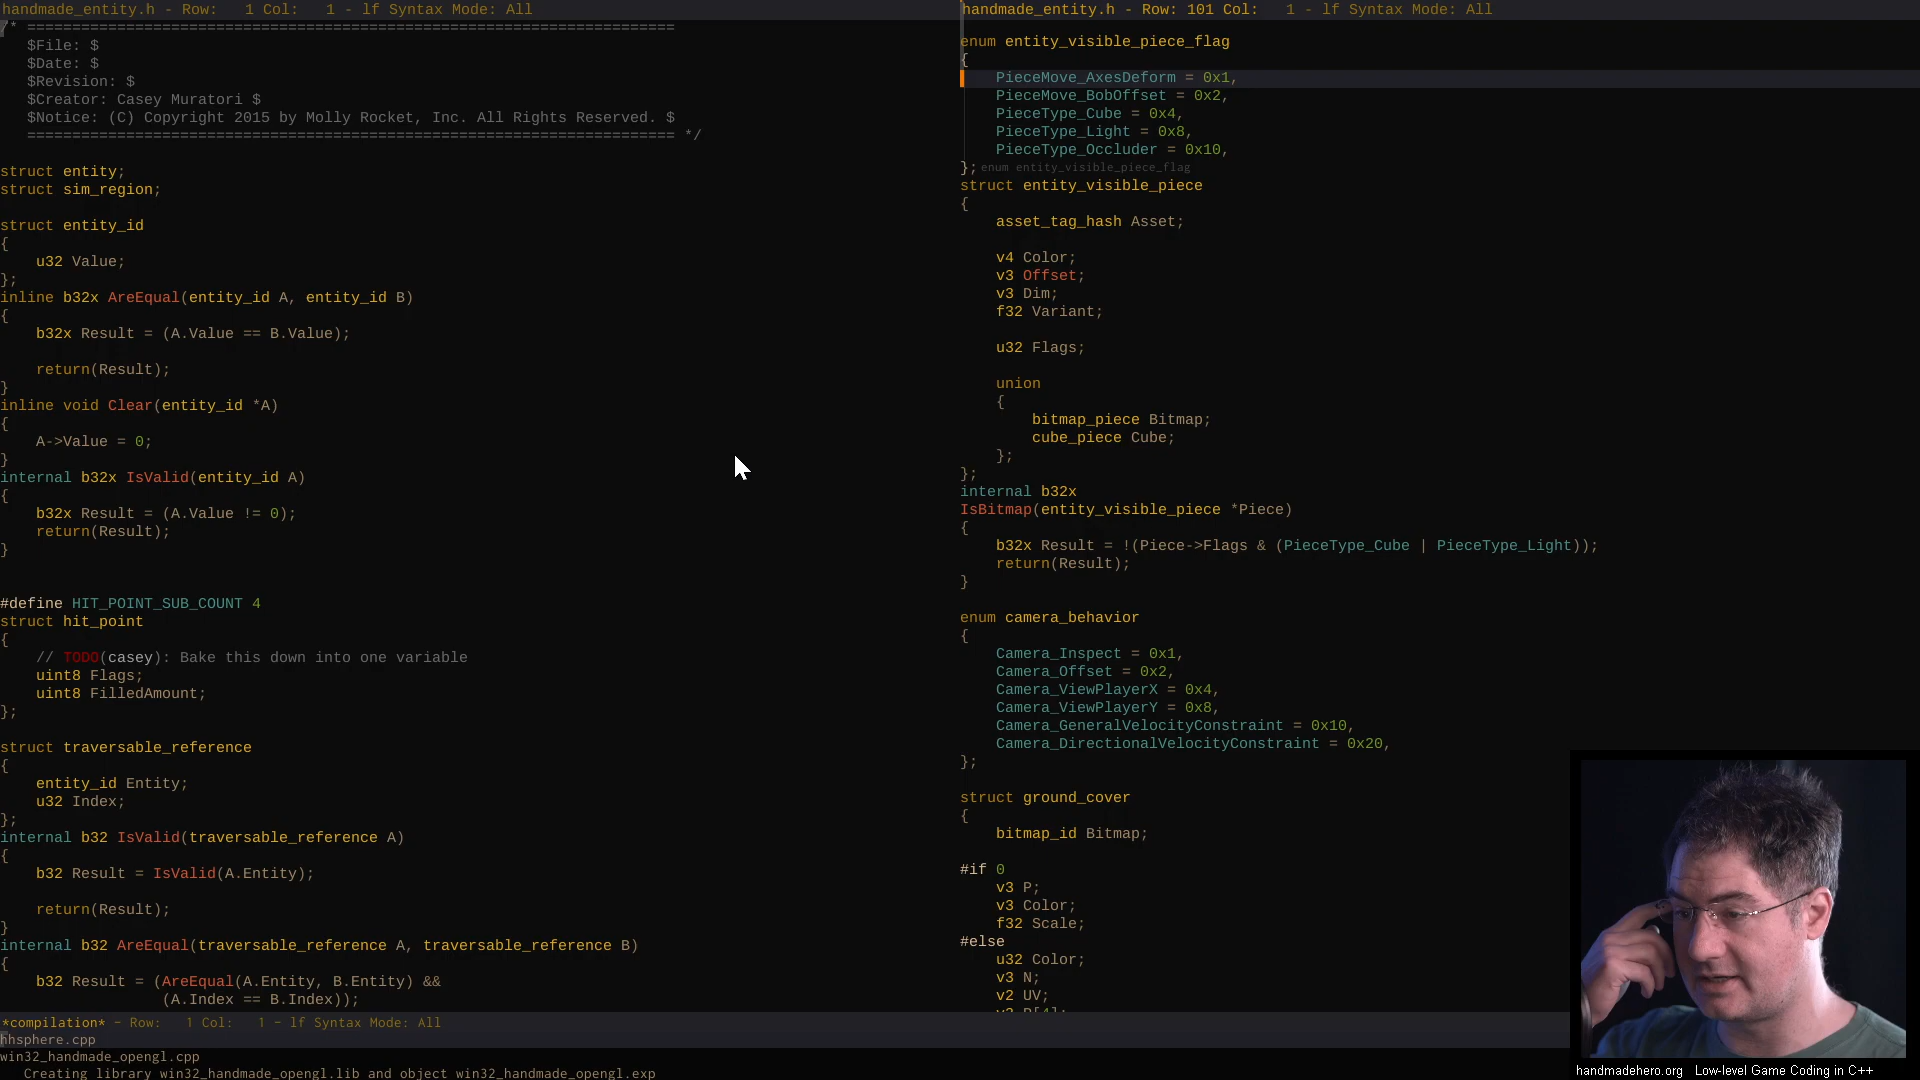 handmade_entity.h - Row:   1 Col:   1 - lf Syntax Mode: All
/* ========================================================================
   $File: $
   $Date: $
   $Revision: $
   $Creator: Casey Muratori $
   $Notice: (C) Copyright 2015 by Molly Rocket, Inc. All Rights Reserved. $
   ======================================================================== */
struct entity;
struct sim_region;
struct entity_id
{
    u32 Value;
};
inline b32x AreEqual(entity_id A, entity_id B)
{
    b32x Result = (A.Value == B.Value);
    return(Result);
}
inline void Clear(entity_id *A)
{
    A->Value = 0;
}
internal b32x IsValid(entity_id A)
{
    b32x Result = (A.Value != 0);
    return(Result);
}
#define HIT_POINT_SUB_COUNT 4
struct hit_point
{
    // TODO(casey): Bake this down into one variable
    uint8 Flags;
    uint8 FilledAmount;
};
struct traversable_reference
{
    entity_id Entity;
    u32 Index;
};
internal b32 IsValid(traversable_reference A)
{
    b32 Result = IsValid(A.Entity);
    return(Result);
}
internal b32 AreEqual(traversable_reference A, traversable_reference B)
{
    b32 Result = (AreEqual(A.Entity, B.Entity) &&
                  (A.Index == B.Index));
handmade_entity.h - Row: 101 Col:   1 - lf Syntax Mode: All
enum entity_visible_piece_flag
{
    PieceMove_AxesDeform = 0x1,
    PieceMove_BobOffset = 0x2,
    PieceType_Cube = 0x4,
    PieceType_Light = 0x8,
    PieceType_Occluder = 0x10,
}; enum entity_visible_piece_flag
struct entity_visible_piece
{
    asset_tag_hash Asset;
    v4 Color;
    v3 Offset;
    v3 Dim;
    f32 Variant;
    u32 Flags;
    union
    {
        bitmap_piece Bitmap;
        cube_piece Cube;
    };
};
internal b32x
IsBitmap(entity_visible_piece *Piece)
{
    b32x Result = !(Piece->Flags & (PieceType_Cube | PieceType_Light));
    return(Result);
}
enum camera_behavior
{
    Camera_Inspect = 0x1,
    Camera_Offset = 0x2,
    Camera_ViewPlayerX = 0x4,
    Camera_ViewPlayerY = 0x8,
    Camera_GeneralVelocityConstraint = 0x10,
    Camera_DirectionalVelocityConstraint = 0x20,
};
struct ground_cover
{
    bitmap_id Bitmap;
#if 0
    v3 P;
    v3 Color;
    f32 Scale;
#else
    u32 Color;
    v3 N;
    v2 UV;
*compilation* - Row:   1 Col:   1 - lf Syntax Mode: All
hhsphere.cpp
win32_handmade_opengl.cpp
   Creating library win32_handmade_opengl.lib and object win32_handmade_opengl.exp
handmadehero.org   Low-level Game Coding in C++